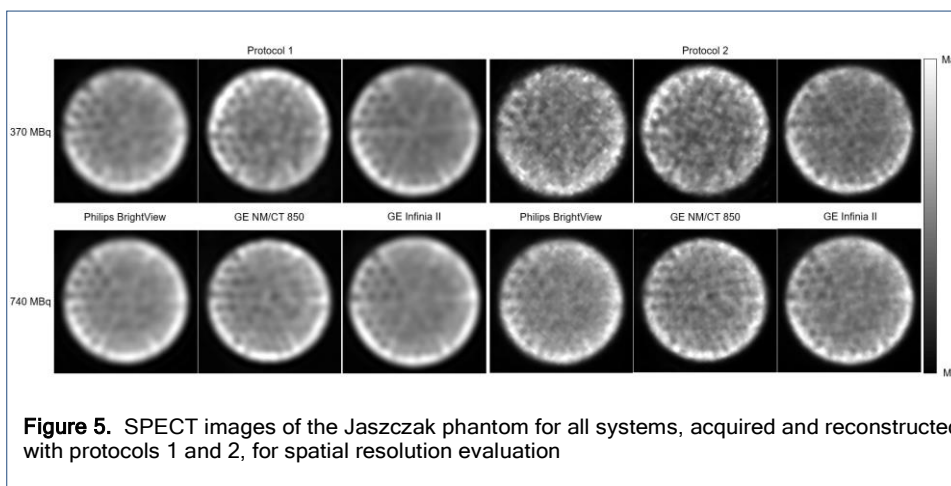 Protocol 1
Protocol 2
Ma
370 MBq
Philips BrightView
GE NM/CT 850
GE Infinia II
Philips BrightView
GE NM/CT 850
GE Infinia II
740 MBq
M
Figure 5. SPECT images of the Jaszczak phantom for all systems, acquired and reconstructed
with protocols 1 and 2, for spatial resolution evaluation